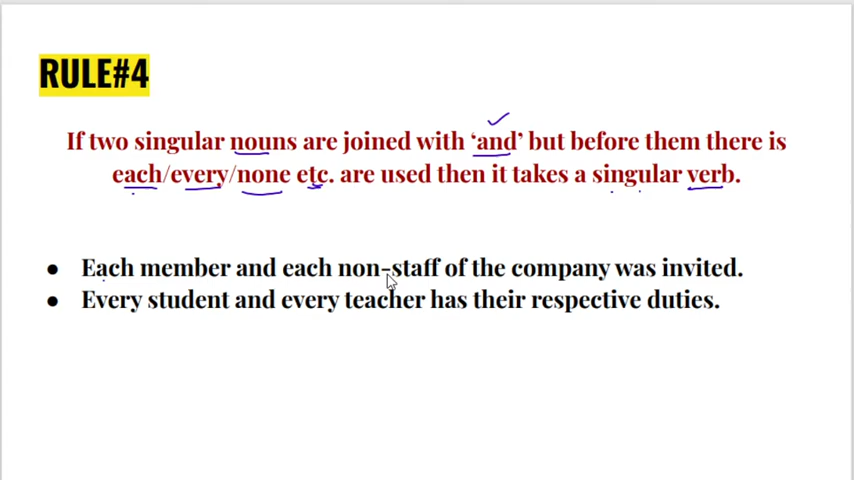 RULE#4
If two singular nouns are joined with ‘and’ but before them there is
each/every/none etc. are used then it takes a singular verb.
● Each member and each non-staff of the company was invited.
● Every student and every teacher has their respective duties.